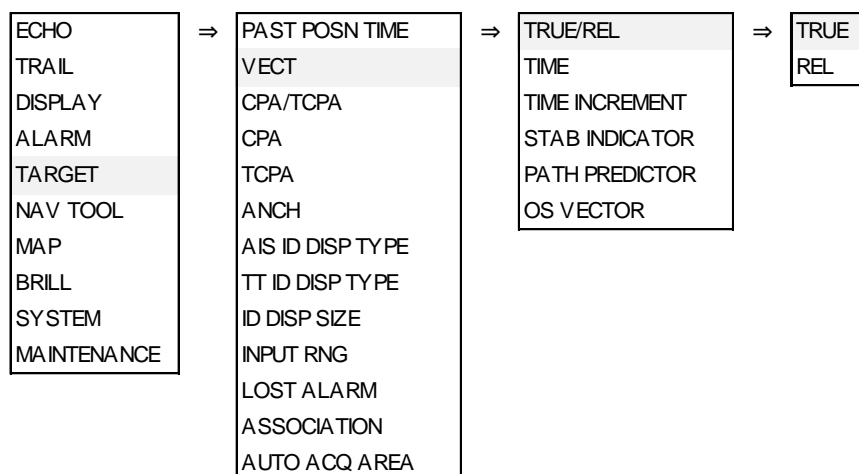 ECHO ⇒ PAST POSN TIME ⇒ TRUE/REL ⇒ TRUE
TRAIL VECT TIME REL
DISPLAY CPA/TCPA TIME INCREMENT
ALARM CPA STAB INDICATOR
TARGET TCPA PATH PREDICTOR
NAV TOOL ANCH OS VECTOR
MAP AIS ID DISP TYPE
BRILL TT ID DISP TYPE
SYSTEM ID DISP SIZE
MAINTENANCE INPUT RNG
LOST ALARM
ASSOCIATION
AUTO ACQ AREA